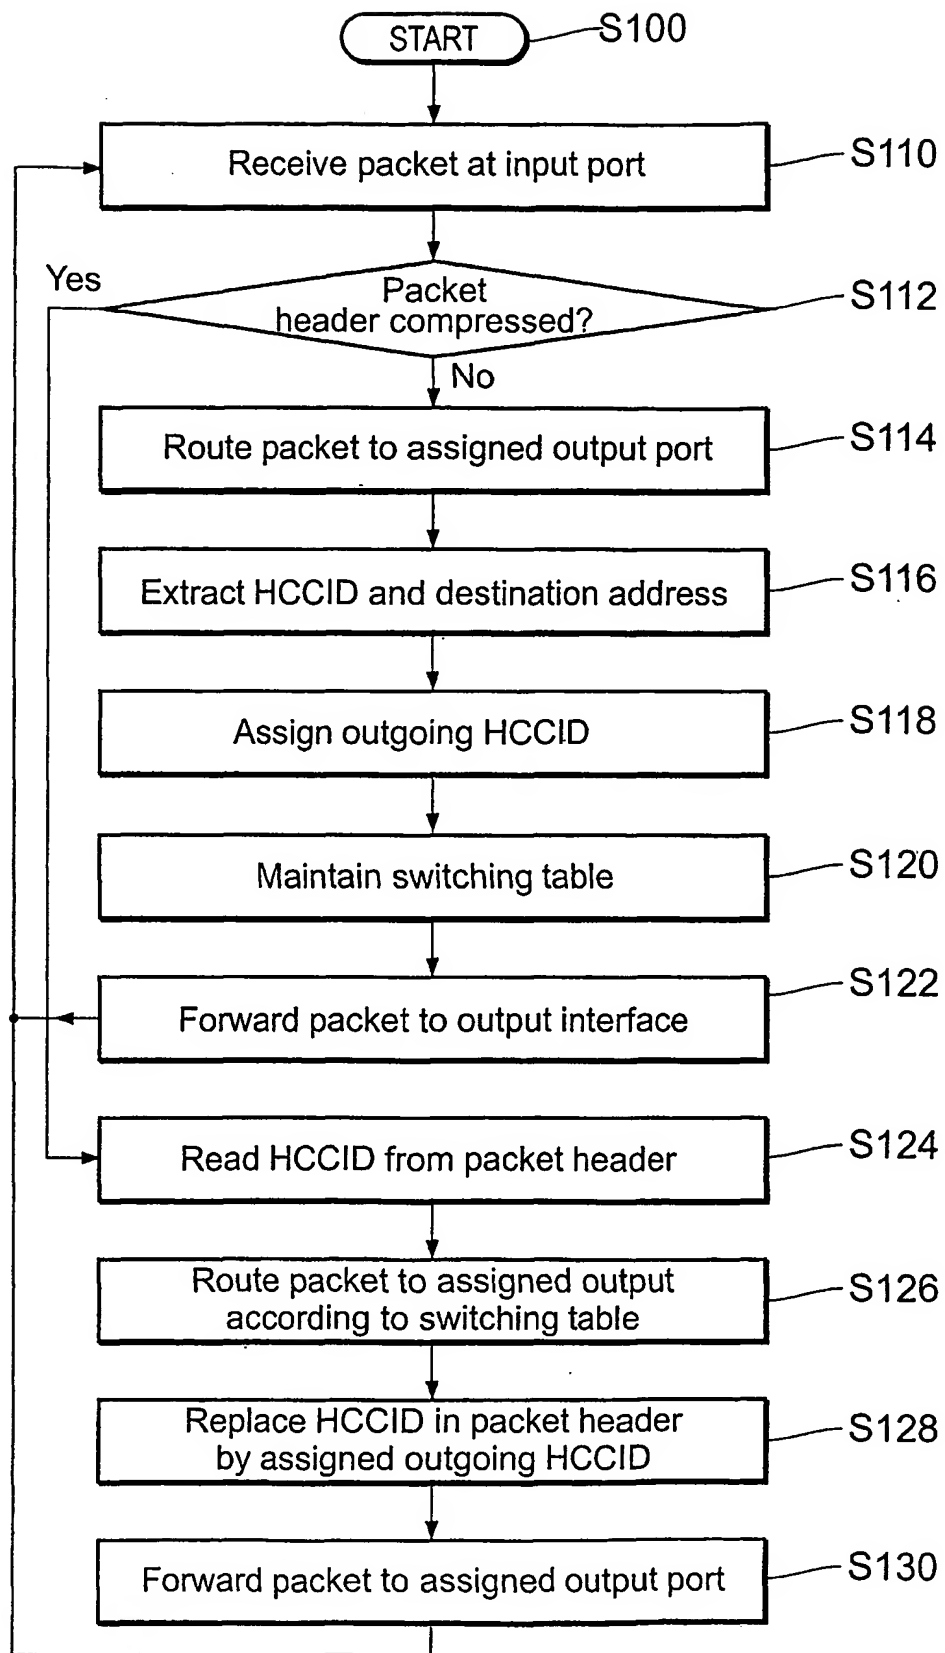 START
S100
Receive packet at input port
S110
Yes
Packet
header compressed?
S112
No
Route packet to assigned output port
S114
Extract HCCID and destination address
S116
Assign outgoing HCCID
S118
Maintain switching table
S120
Forward packet to output interface
S122
Read HCCID from packet header
S124
Route packet to assigned output
according to switching table
S126
Replace HCCID in packet header
by assigned outgoing HCCID
S128
Forward packet to assigned output port
S130